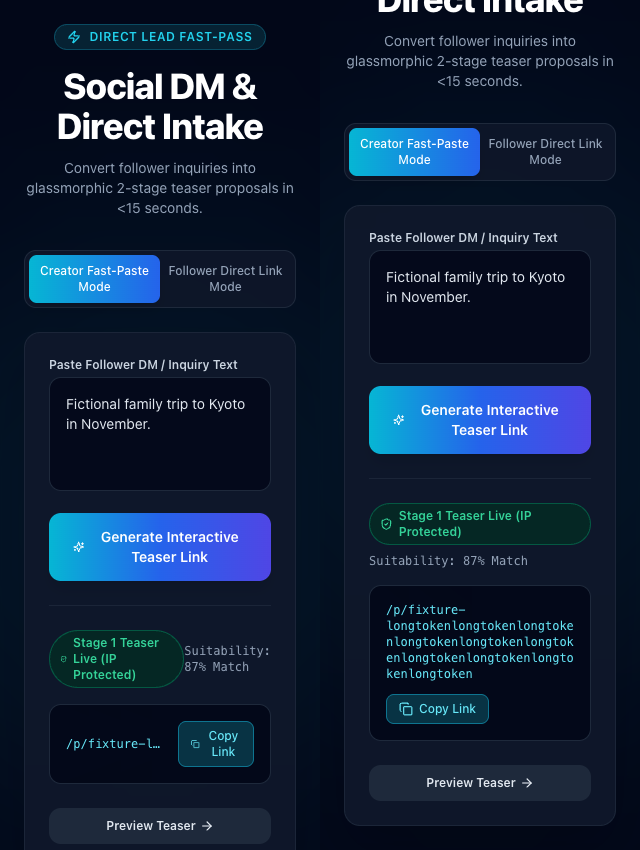 DIRECT LEAD FAST-PASS
Social DM &
Direct Intake
Convert follower inquiries into
glassmorphic 2-stage teaser proposals in
<15 seconds.
Creator Fast-Paste
Mode
Follower Direct Link
Mode
Paste Follower DM / Inquiry Text
Fictional family trip to Kyoto
in November.
Generate Interactive
Teaser Link
Stage 1 Teaser
Live (IP
Protected)
Suitability:
87% Match
/p/fixture-l…
Copy
Link
Preview Teaser →
Direct Intake
Convert follower inquiries into
glassmorphic 2-stage teaser proposals in
<15 seconds.
Creator Fast-Paste
Mode
Follower Direct Link
Mode
Paste Follower DM / Inquiry Text
Fictional family trip to Kyoto
in November.
Generate Interactive
Teaser Link
Stage 1 Teaser Live (IP
Protected)
Suitability: 87% Match
/p/fixture-
longtokenlongtokenlongtoke
nlongtokenlongtokenlongtok
enlongtokenlongtokenlongto
kenlongtoken
Copy Link
Preview Teaser →